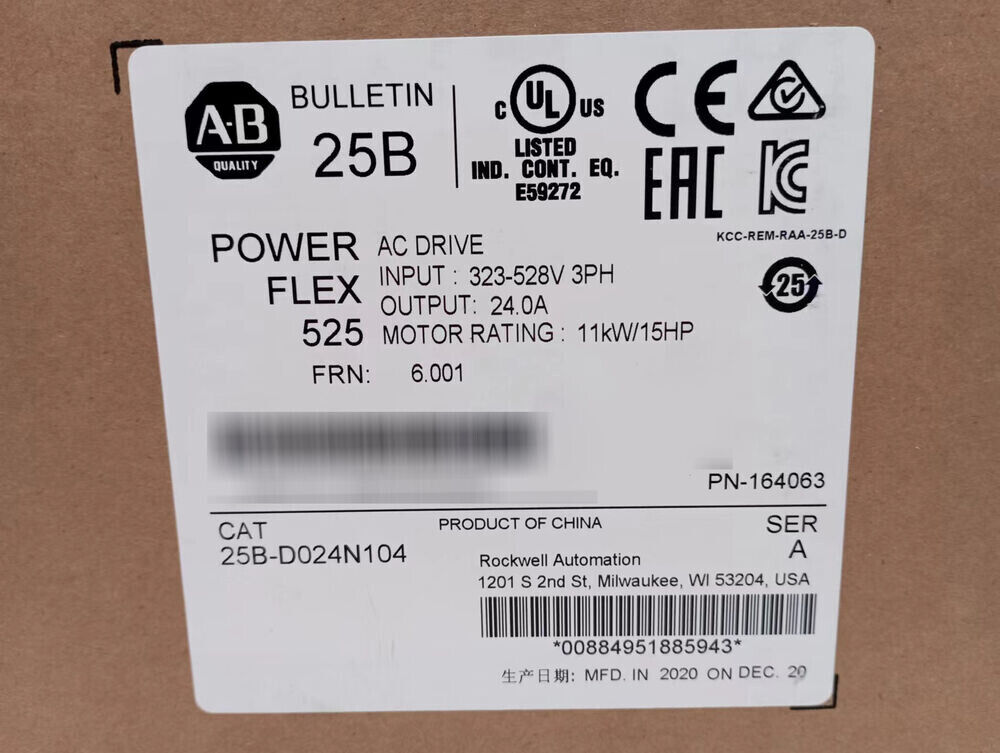 A-B
QUALITY
BULLETIN
25B
C UL US
LISTED
IND. CONT. EQ.
E59272
CE
EAC
KC
KCC-REM-RAA-25B-D
25
POWER
FLEX
525
AC DRIVE
INPUT : 323-528V 3PH
OUTPUT: 24.0A
MOTOR RATING : 11kW/15HP
FRN: 6.001
PN-164063
CAT
25B-D024N104
PRODUCT OF CHINA
SER
A
Rockwell Automation
1201 S 2nd St, Milwaukee, WI 53204, USA
*00884951885943*
生产日期: MFD. IN 2020 ON DEC. 20